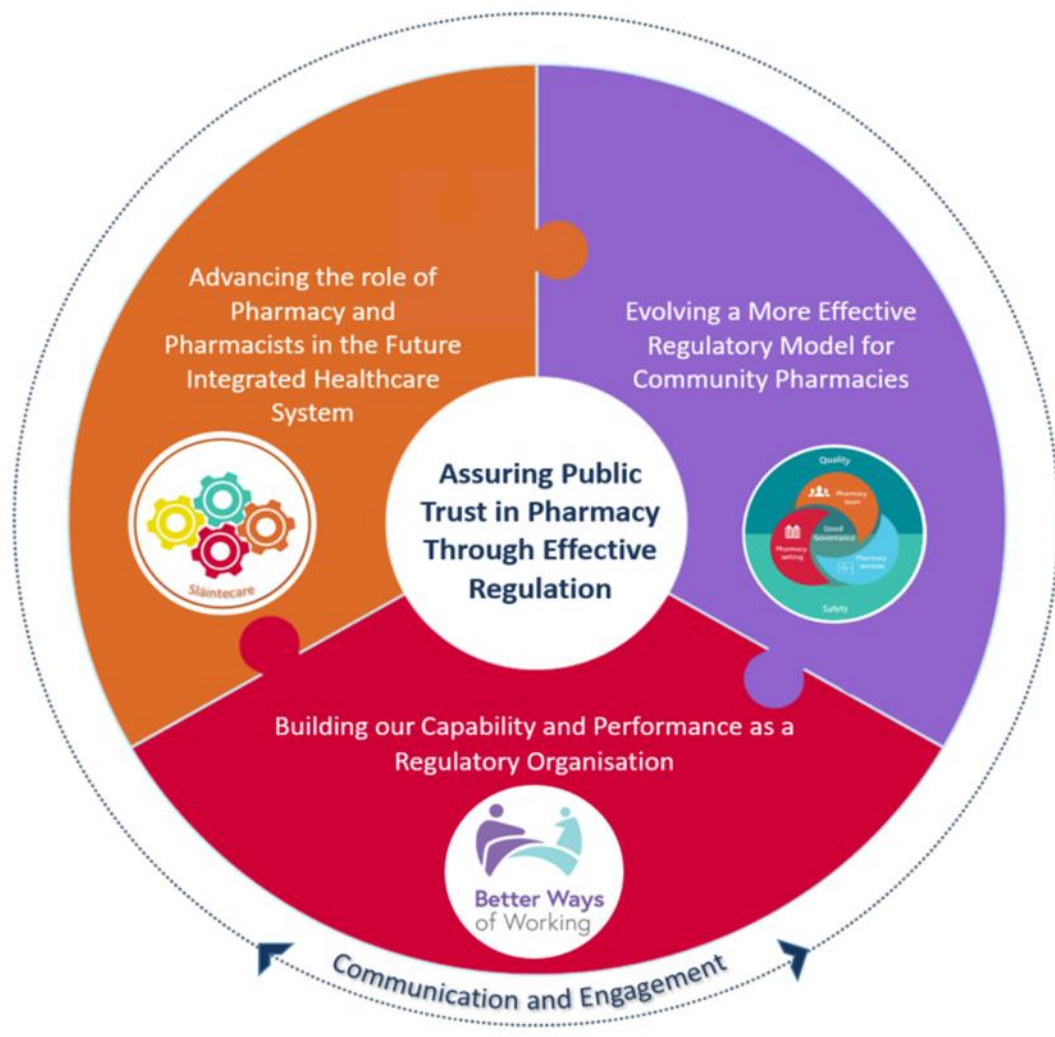 Advancing the role of
Pharmacy and
Pharmacists in the Future
Integrated Healthcare
System
Sláintecare
Evolving a More Effective
Regulatory Model for
Community Pharmacies
Quality
Pharmacy
team
Good
Governance
Pharmacy
setting
Pharmacy
services
Safety
Assuring Public
Trust in Pharmacy
Through Effective
Regulation
Building our Capability and Performance as a
Regulatory Organisation
Better Ways
of Working
Communication and Engagement